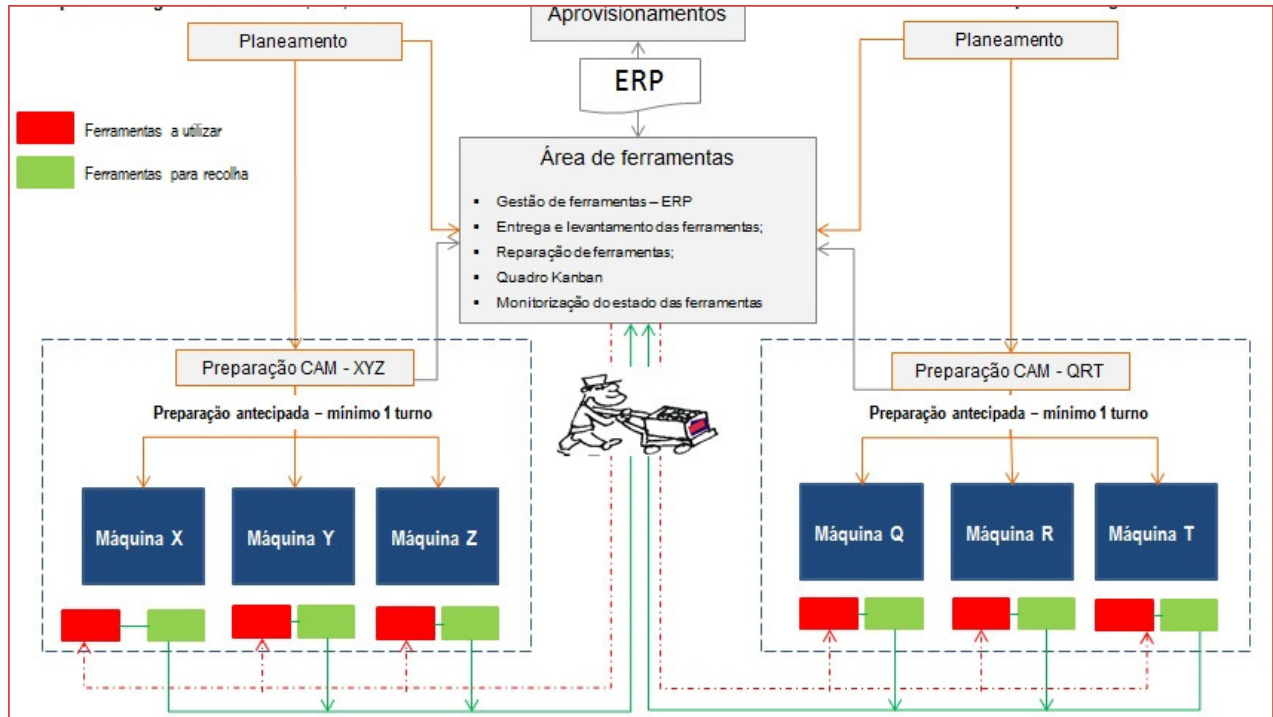 Aprovisionamentos
Planeamento
Planeamento
ERP
Ferramentas a utilizar
Ferramentas para recolha
Área de ferramentas
▪ Gestão de ferramentas – ERP
▪ Entrega e levantamento das ferramentas;
▪ Reparação de ferramentas;
▪ Quadro Kanban
▪ Monitorização do estado das ferramentas
Preparação CAM - XYZ
Preparação antecipada – mínimo 1 turno
Máquina X
Máquina Y
Máquina Z
Preparação CAM - QRT
Preparação antecipada – mínimo 1 turno
Máquina Q
Máquina R
Máquina T